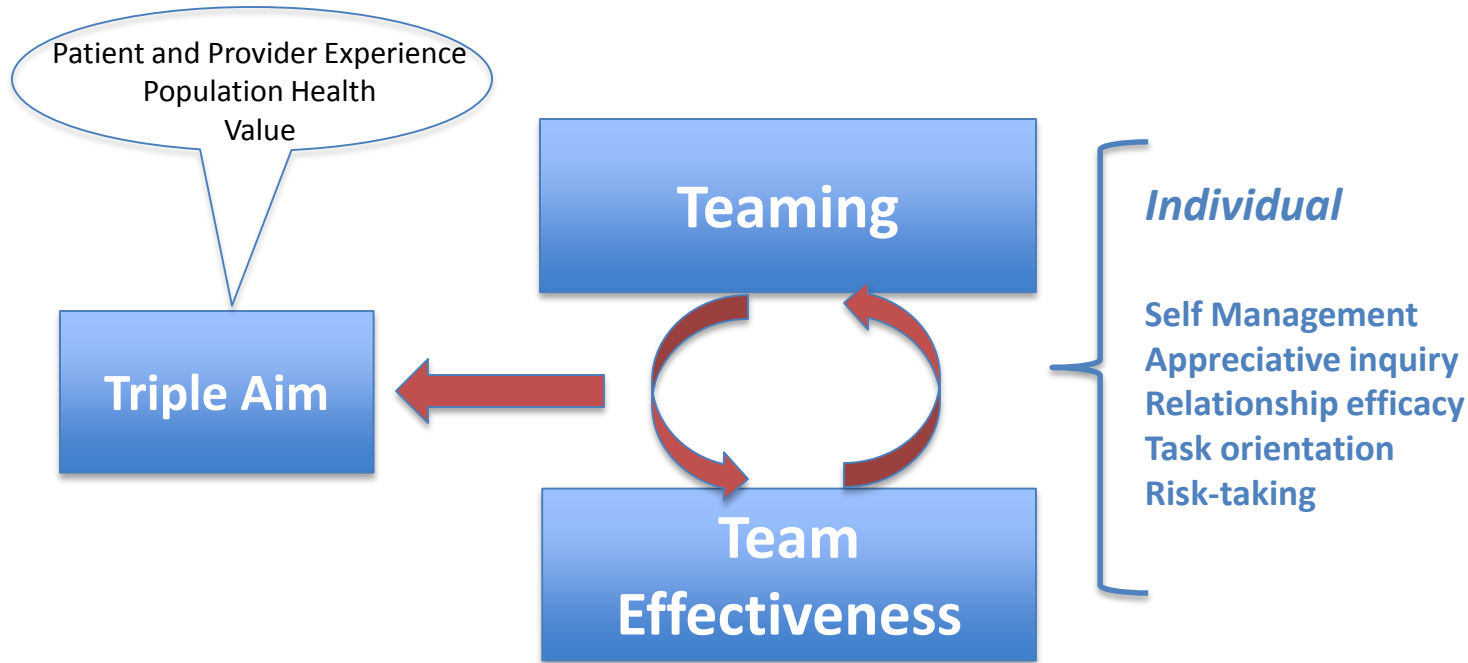 Patient and Provider Experience
Population Health
Value
Teaming
Triple Aim
Team
Effectiveness
Individual
Self Management
Appreciative inquiry
Relationship efficacy
Task orientation
Risk-taking